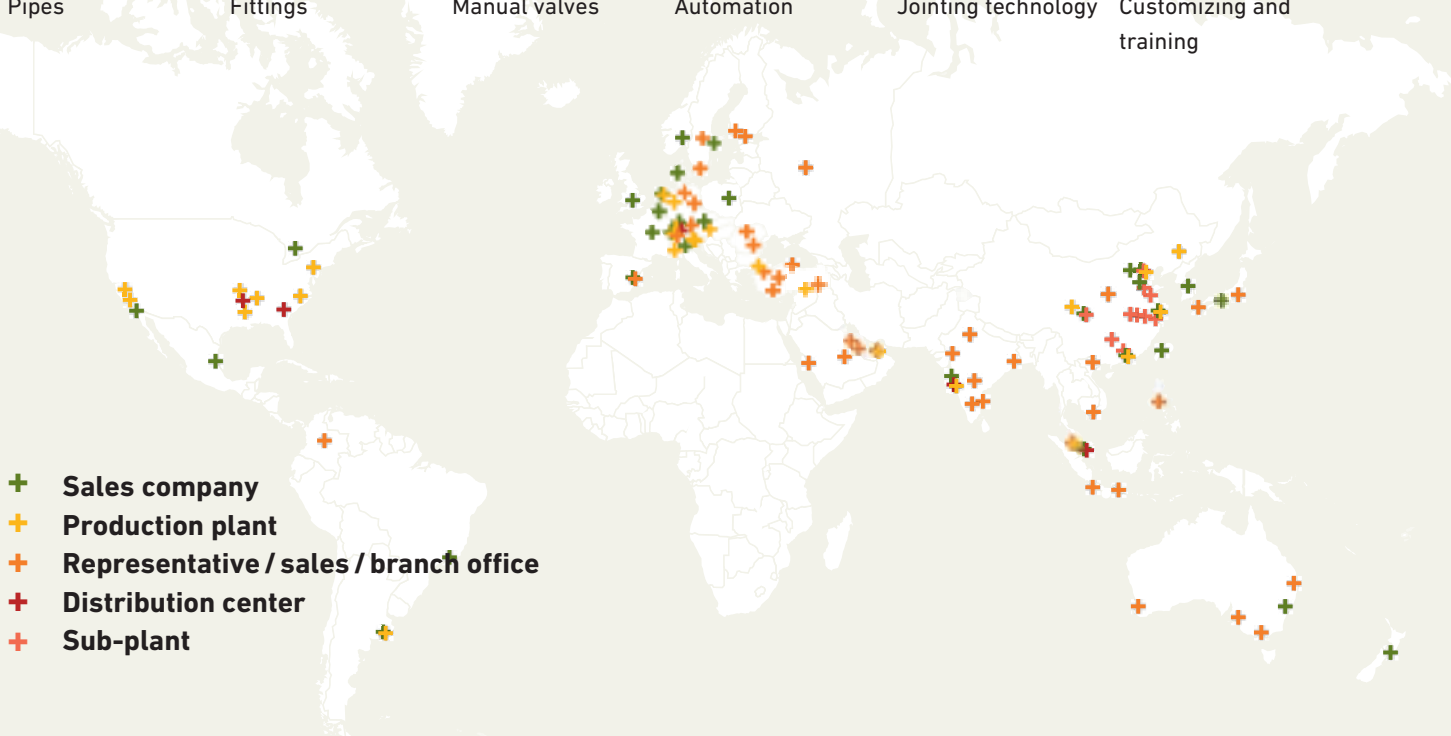 Pipes
Fittings
Manual valves
Automation
Jointing technology
Customizing and
training
Sales company
Production plant
Representative / sales / branch office
Distribution center
Sub-plant